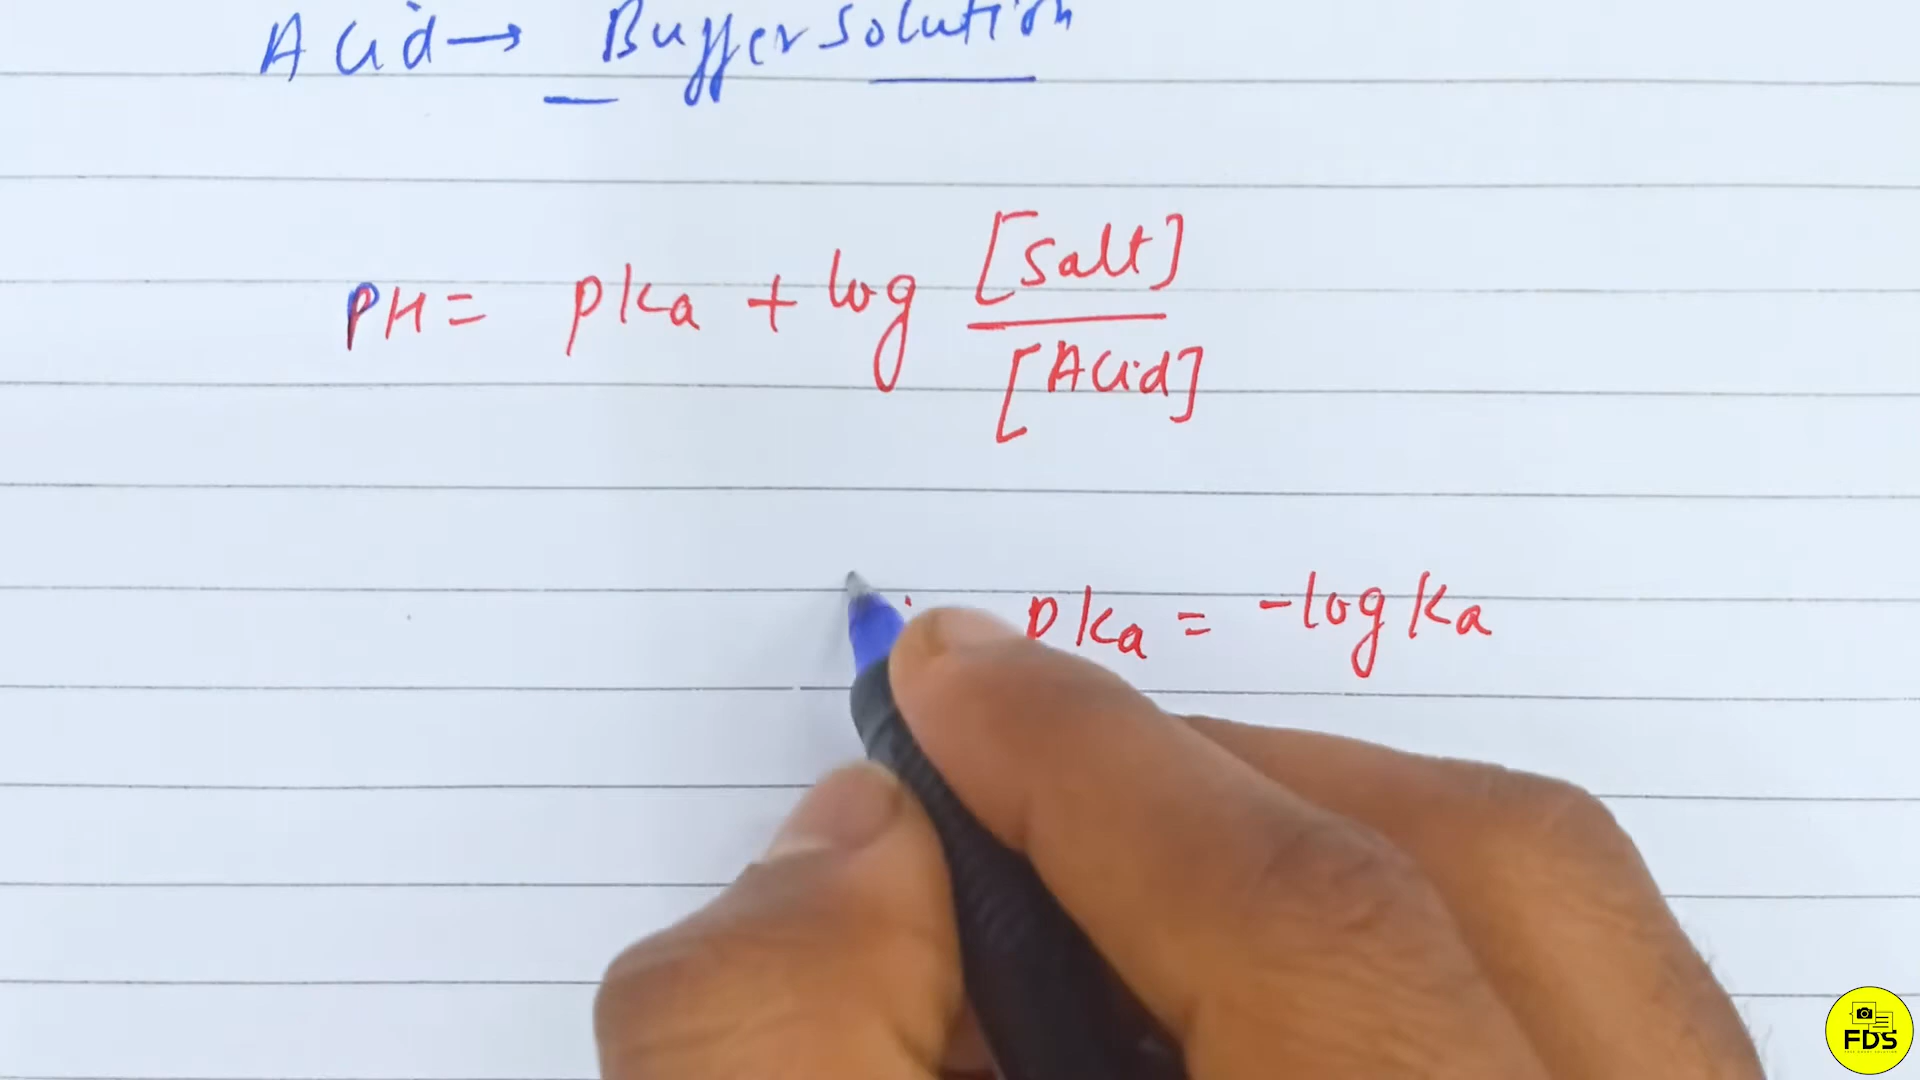 Acid → Buffer Solution
PH = pka + log [Salt] / [Acid]
pka = -log ka
FDS